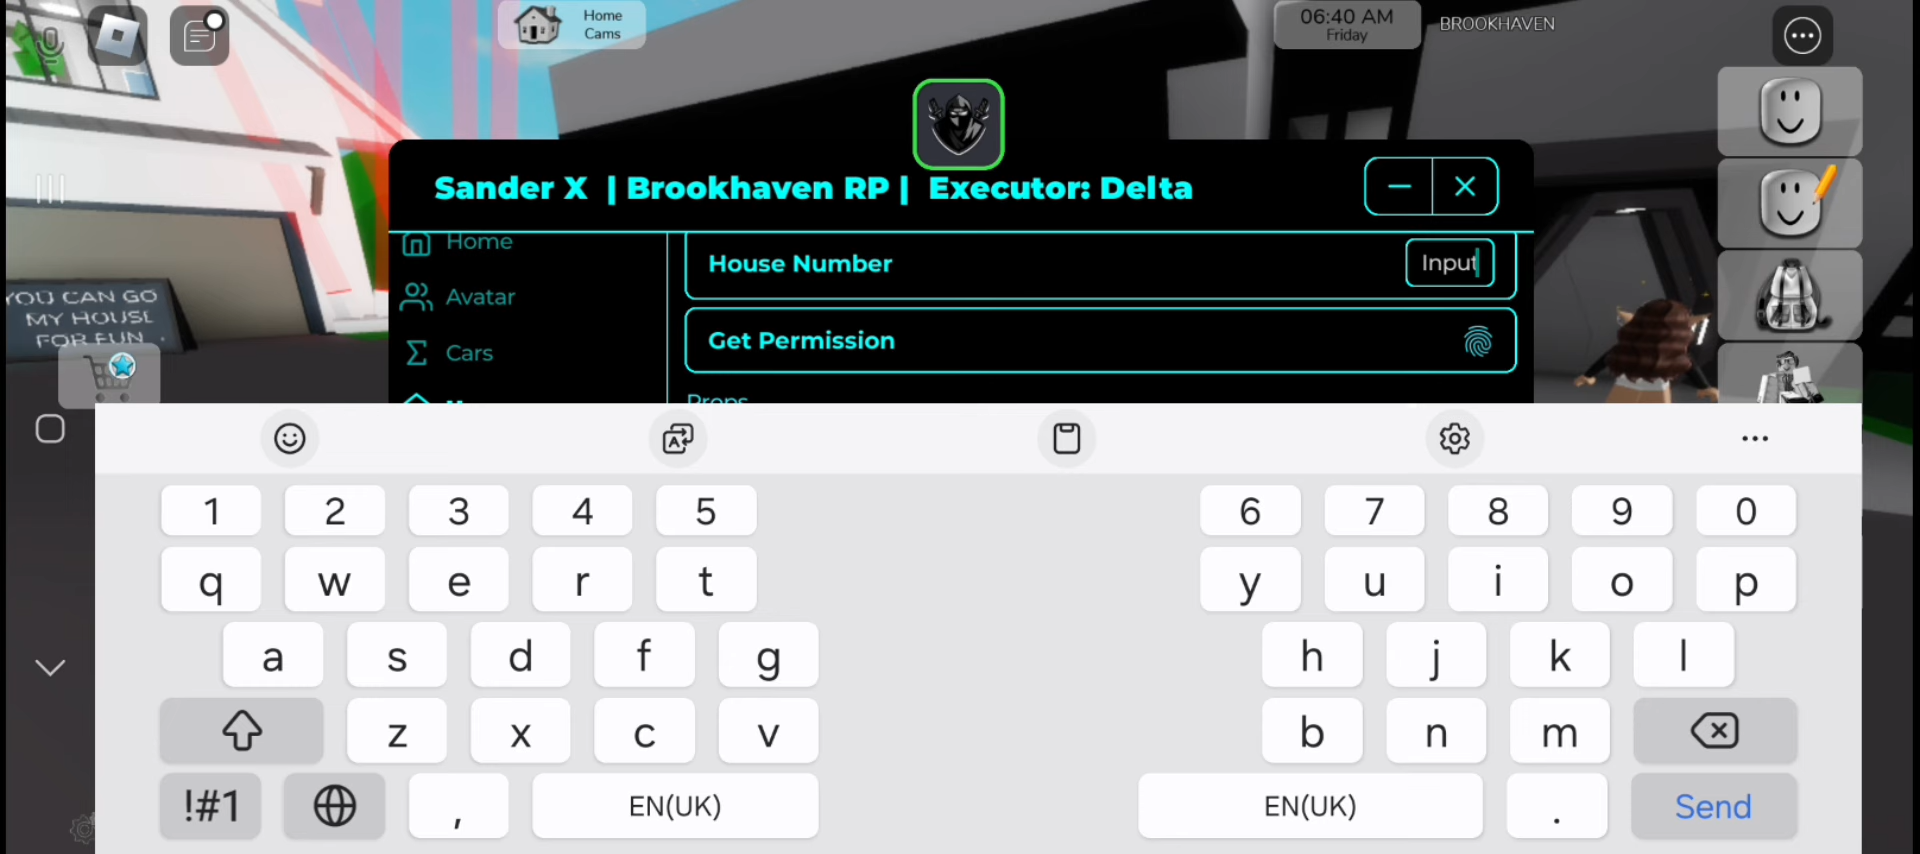 Home
Cams
06:40 AM
Friday
BROOKHAVEN
Sander X | Brookhaven RP | Executor: Delta
Home
House Number
Input
Avatar
YOU CAN GO
MY HOUSE
FOR FUN
Get Permission
Cars
Props
1 2 3 4 5 6 7 8 9 0
q w e r t y u i o p
a s d f g h j k l
z x c v b n m
!#1 , EN(UK) EN(UK) . Send